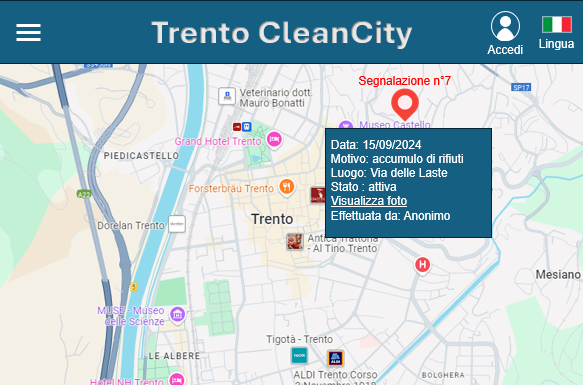 Trento CleanCity
Accedi
Lingua
Segnalazione n°7
SP17
Veterinario dott.
Mauro Bonatti
Museo Castello
Grand Hotel Trento
PIEDICASTELLO
Data: 15/09/2024
Motivo: accumulo di rifiuti
Luogo: Via delle Laste
Stato : attiva
Visualizza foto
Effettuata da: Anonimo
Forsterbräu Trento
Dorelan Trento
Trento
Antica Trattoria
- Al Tino Trento
H
Mesiano
MUSE - Museo
delle Scienze
Tigotà - Trento
LE ALBERE
ALDI
ALDI Trento Corso
3 Novembre 1918
BOLGHERA
Hotel NH Trento